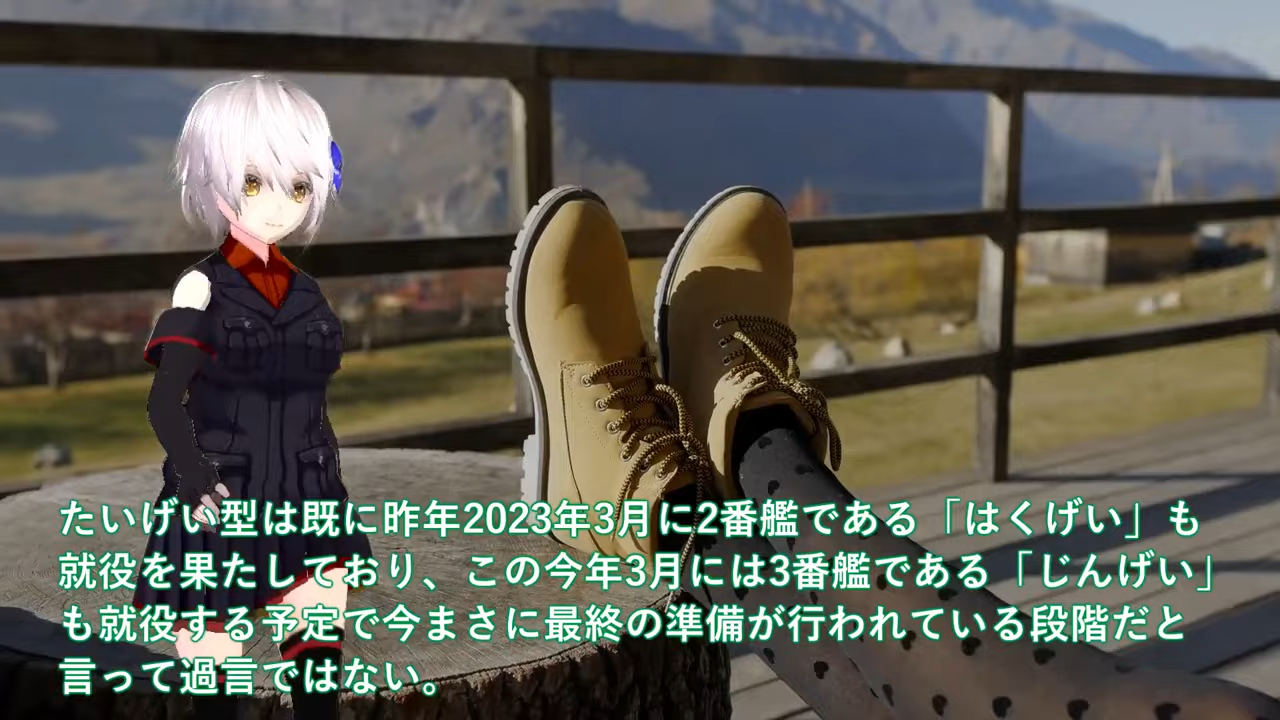 たいげい型は既に昨年2023年3月に2番艦である「はくげい」も
就役を果たしており、この今年3月には3番艦である「じんげい」
も就役する予定で今まさに最終の準備が行われている段階だと
言って過言ではない。